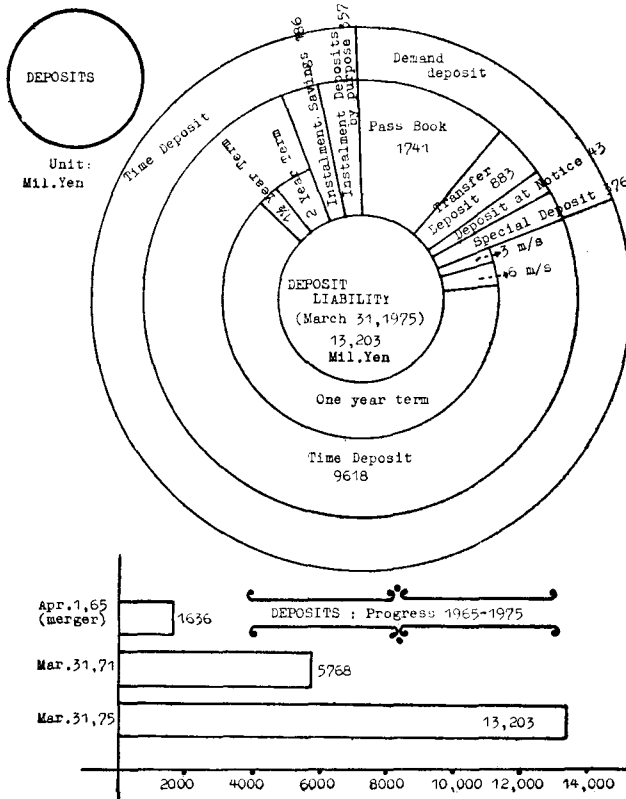 DEPOSITS
Unit:
Mil.Yen
Time Deposit
Demand
deposit
Pass Book
1741
Transfer
Deposit 883
Deposit at Notice 43
Special Deposit 376
3 m/s
6 m/s
1½ Year Term
2 Year Term
Instalment Savings 186
Instalment Deposits 357
by purpose
DEPOSIT
LIABILITY
(March 31,1975)
13,203
Mil.Yen
One year term
Time Deposit
9618
DEPOSITS : Progress 1965-1975
Apr.1,65
(merger)
1636
Mar.31,71
5768
Mar.31,75
13,203
2000 4000 6000 8000 10,000 12,000 14,000